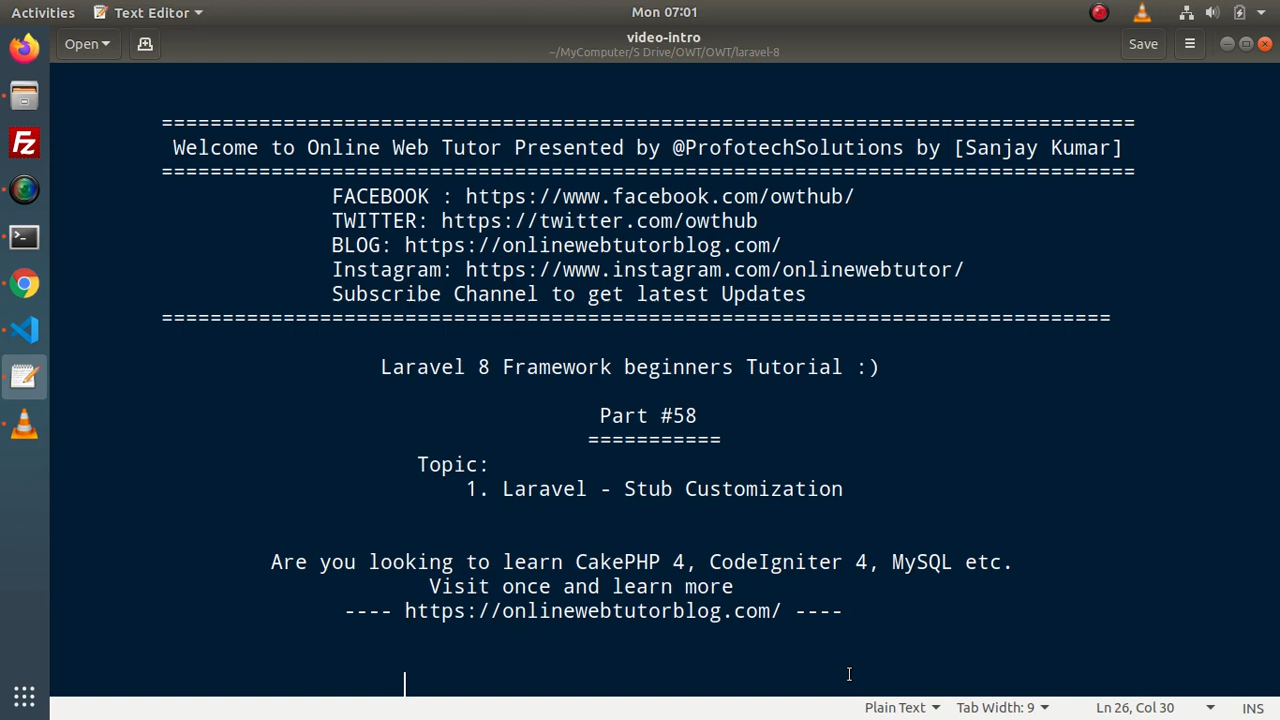 Activities Text Editor Mon 07:01
Open video-intro Save
~/MyComputer/S Drive/OWT/OWT/laravel-8
================================================================================
Welcome to Online Web Tutor Presented by @ProfotechSolutions by [Sanjay Kumar]
================================================================================
FACEBOOK : https://www.facebook.com/owthub/
TWITTER: https://twitter.com/owthub
BLOG: https://onlinewebtutorblog.com/
Instagram: https://www.instagram.com/onlinewebtutor/
Subscribe Channel to get latest Updates
==============================================================================
Laravel 8 Framework beginners Tutorial :)
Part #58
===========
Topic:
1. Laravel - Stub Customization
Are you looking to learn CakePHP 4, CodeIgniter 4, MySQL etc.
Visit once and learn more
---- https://onlinewebtutorblog.com/ ----
Plain Text Tab Width: 9 Ln 26, Col 30 INS